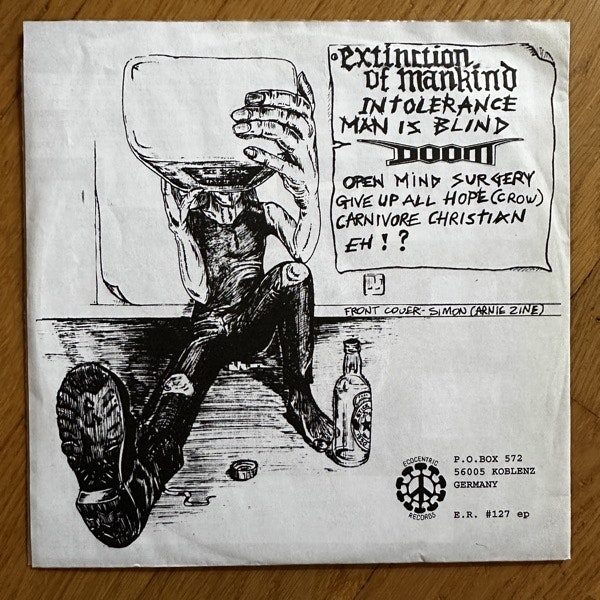 extinction
of mankind
INTOLERANCE
MAN IS BLIND
DOOM
OPEN MIND SURGERY
GIVE UP ALL HOPE (CROW)
CARNIVORE CHRISTIAN
EH!?
FRONT COVER- SIMON (ARNIE ZINE)
ECOCENTRIC
RECORDS
P.O.BOX 572
56005 KOBLENZ
GERMANY
E.R. #127 ep